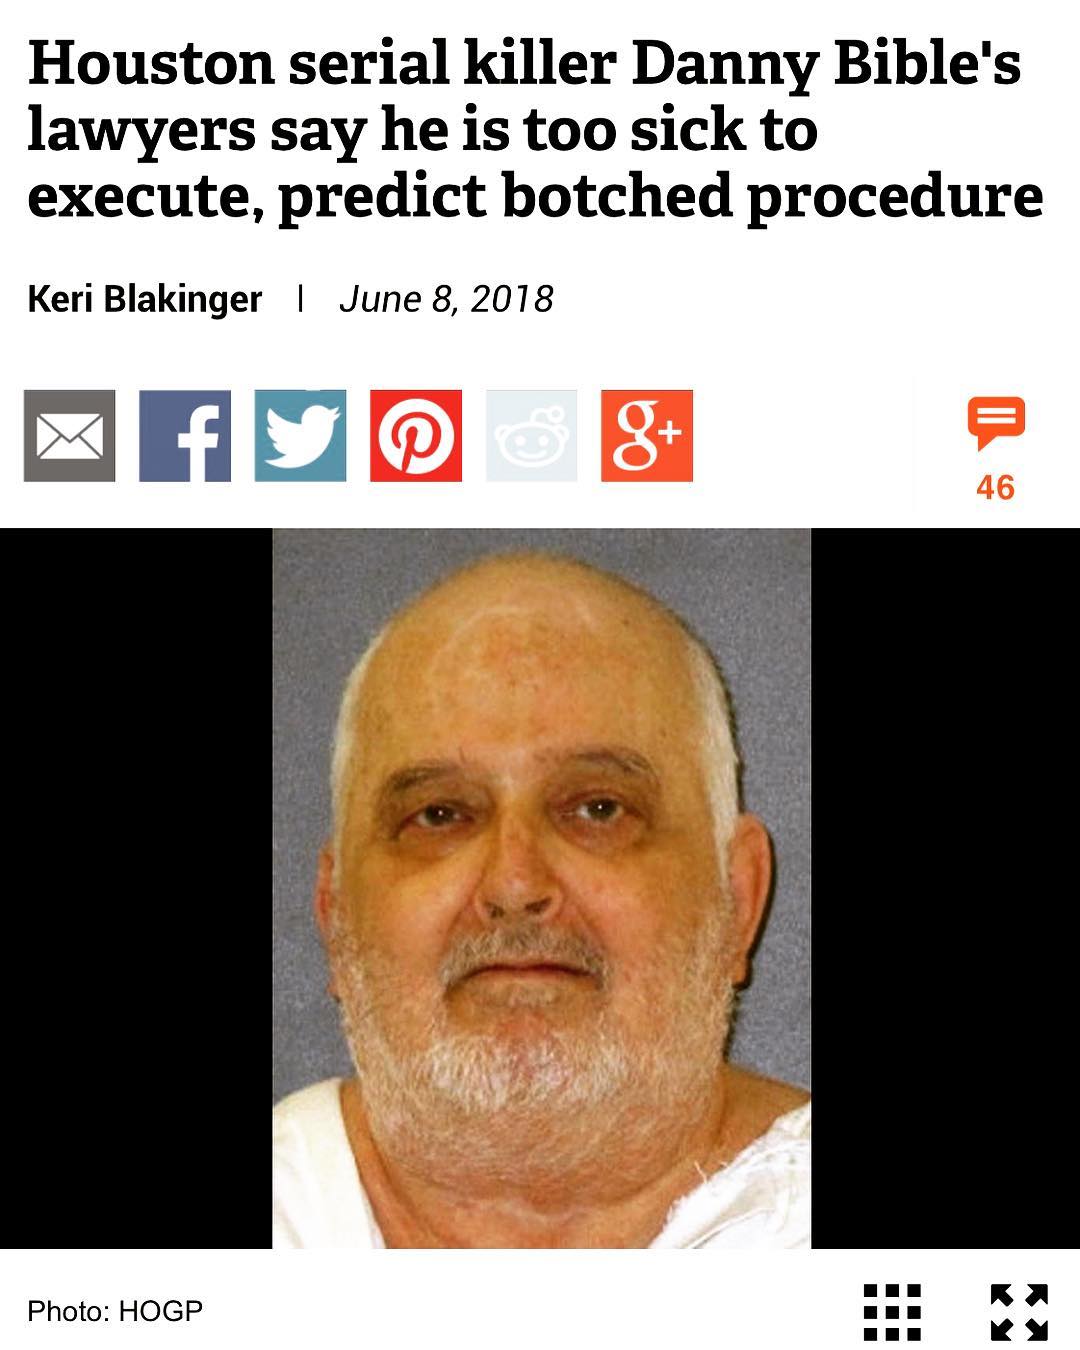 Houston serial killer Danny Bible's
lawyers say he is too sick to
execute, predict botched procedure
Keri Blakinger | June 8, 2018
f g+
46
Photo: HOGP